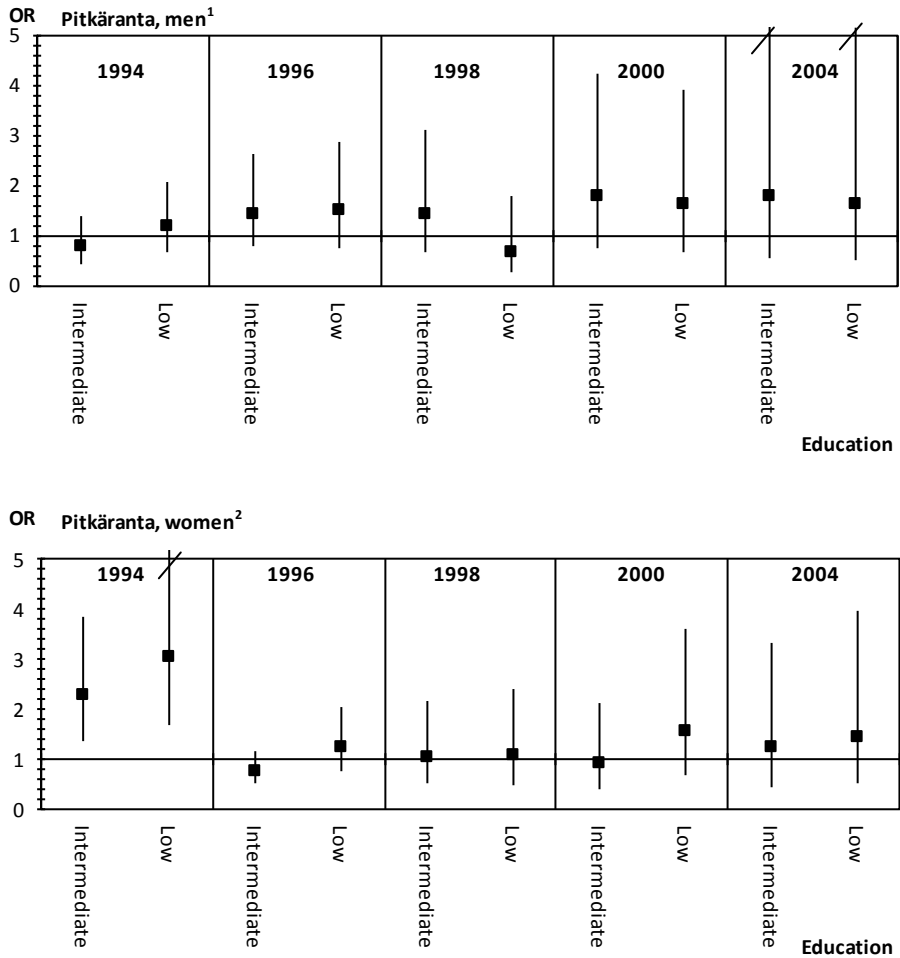 OR Pitkäranta, men¹
5
1994 1996 1998 2000 2004
4
3
2
1
0
Intermediate Low Intermediate Low Intermediate Low Intermediate Low Intermediate Low
Education
OR Pitkäranta, women²
5
1994 1996 1998 2000 2004
4
3
2
1
0
Intermediate Low Intermediate Low Intermediate Low Intermediate Low Intermediate Low
Education